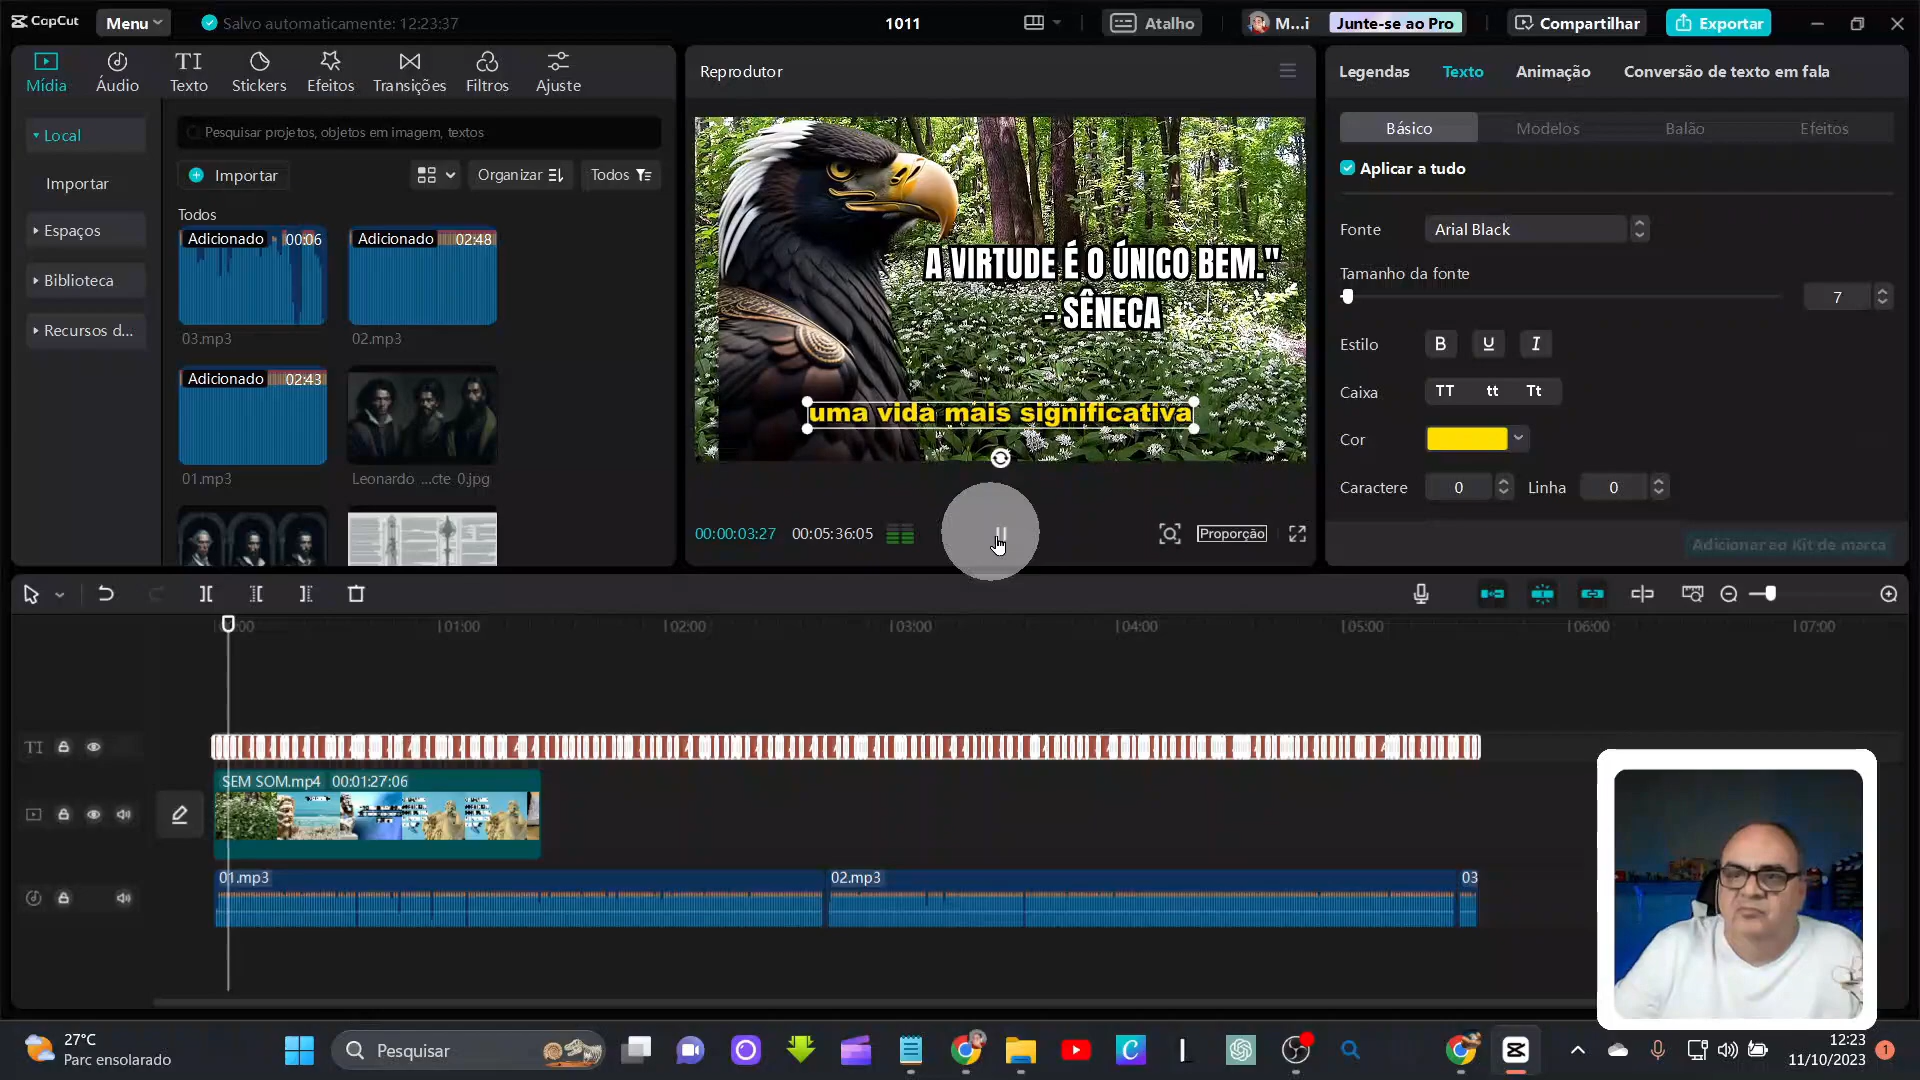 CapCut
Menu
Salvo automaticamente: 12:23:37
1011
Atalho
M...i
Junte-se ao Pro
Compartilhar
Exportar
Mídia
Áudio
Texto
Stickers
Efeitos
Transições
Filtros
Ajuste
Local
Importar
Espaços
Biblioteca
Recursos d...
Pesquisar projetos, objetos em imagem, textos
Importar
Organizar
Todos
Todos
Adicionado 00:06
03.mp3
Adicionado 02:48
02.mp3
Adicionado 02:43
01.mp3
Leonardo ...cte 0.jpg
Reprodutor
A VIRTUDE É O ÚNICO BEM."
- SÊNECA
uma vida mais significativa
00:00:03:27 00:05:36:05
Proporção
Legendas
Texto
Animação
Conversão de texto em fala
Básico
Modelos
Balão
Efeitos
Aplicar a tudo
Fonte
Arial Black
Tamanho da fonte
7
Estilo
B U I
Caixa
TT tt Tt
Cor
Caractere 0 Linha 0
Adicionar ao Kit de marca
00:00 01:00 02:00 03:00 04:00 05:00 06:00 07:00
TI
SEM SOM.mp4 00:01:27:06
01.mp3
02.mp3
03
27°C
Parc ensolarado
Pesquisar
12:23
11/10/2023
1